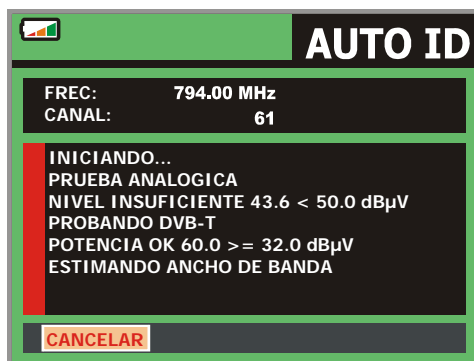 AUTO ID
FREC: 794.00 MHz
CANAL: 61
INICIANDO...
PRUEBA ANALOGICA
NIVEL INSUFICIENTE 43.6 < 50.0 dBµV
PROBANDO DVB-T
POTENCIA OK 60.0 >= 32.0 dBµV
ESTIMANDO ANCHO DE BANDA
CANCELAR